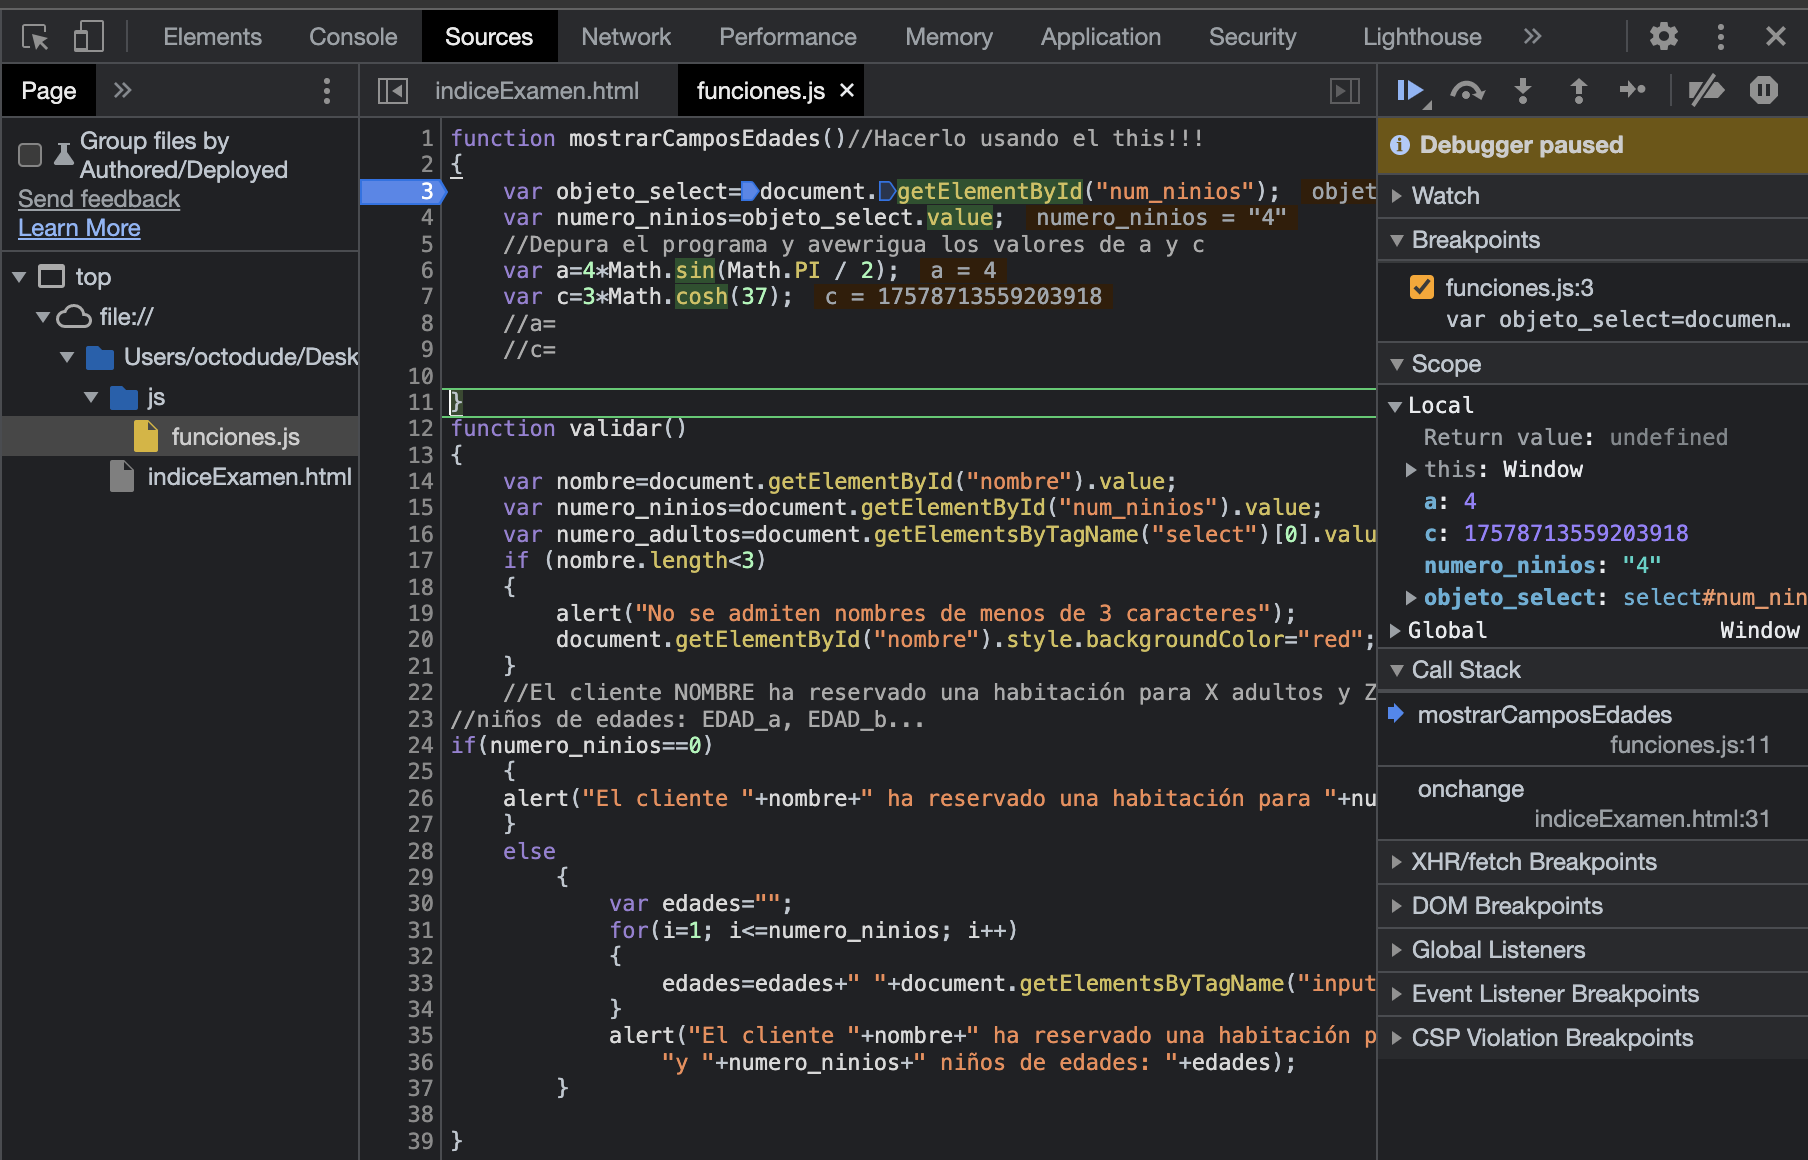 Elements Console Sources Network Performance Memory Application Security Lighthouse »
Page »
indiceExamen.html funciones.js ×
Group files by
Authored/Deployed
Send feedback
Learn More
top
file://
Users/octodude/Desk
js
funciones.js
indiceExamen.html
1 function mostrarCamposEdades()//Hacerlo usando el this!!!
2 {
3 var objeto_select=document.getElementById("num_ninios"); objet
4 var numero_ninios=objeto_select.value; numero_ninios = "4"
5 //Depura el programa y avewrigua los valores de a y c
6 var a=4*Math.sin(Math.PI / 2); a = 4
7 var c=3*Math.cosh(37); c = 17578713559203918
8 //a=
9 //c=
10
11 }
12 function validar()
13 {
14 var nombre=document.getElementById("nombre").value;
15 var numero_ninios=document.getElementById("num_ninios").value;
16 var numero_adultos=document.getElementsByTagName("select")[0].valu
17 if (nombre.length<3)
18 {
19 alert("No se admiten nombres de menos de 3 caracteres");
20 document.getElementById("nombre").style.backgroundColor="red";
21 }
22 //El cliente NOMBRE ha reservado una habitación para X adultos y Z
23 //niños de edades: EDAD_a, EDAD_b...
24 if(numero_ninios==0)
25 {
26 alert("El cliente "+nombre+" ha reservado una habitación para "+nu
27 }
28 else
29 {
30 var edades="";
31 for(i=1; i<=numero_ninios; i++)
32 {
33 edades=edades+" "+document.getElementsByTagName("input
34 }
35 alert("El cliente "+nombre+" ha reservado una habitación p
36 "y "+numero_ninios+" niños de edades: "+edades);
37 }
38
39 }
Debugger paused
Watch
Breakpoints
funciones.js:3
var objeto_select=documen…
Scope
Local
Return value: undefined
this: Window
a: 4
c: 17578713559203918
numero_ninios: "4"
objeto_select: select#num_nin
Global Window
Call Stack
mostrarCamposEdades
funciones.js:11
onchange
indiceExamen.html:31
XHR/fetch Breakpoints
DOM Breakpoints
Global Listeners
Event Listener Breakpoints
CSP Violation Breakpoints